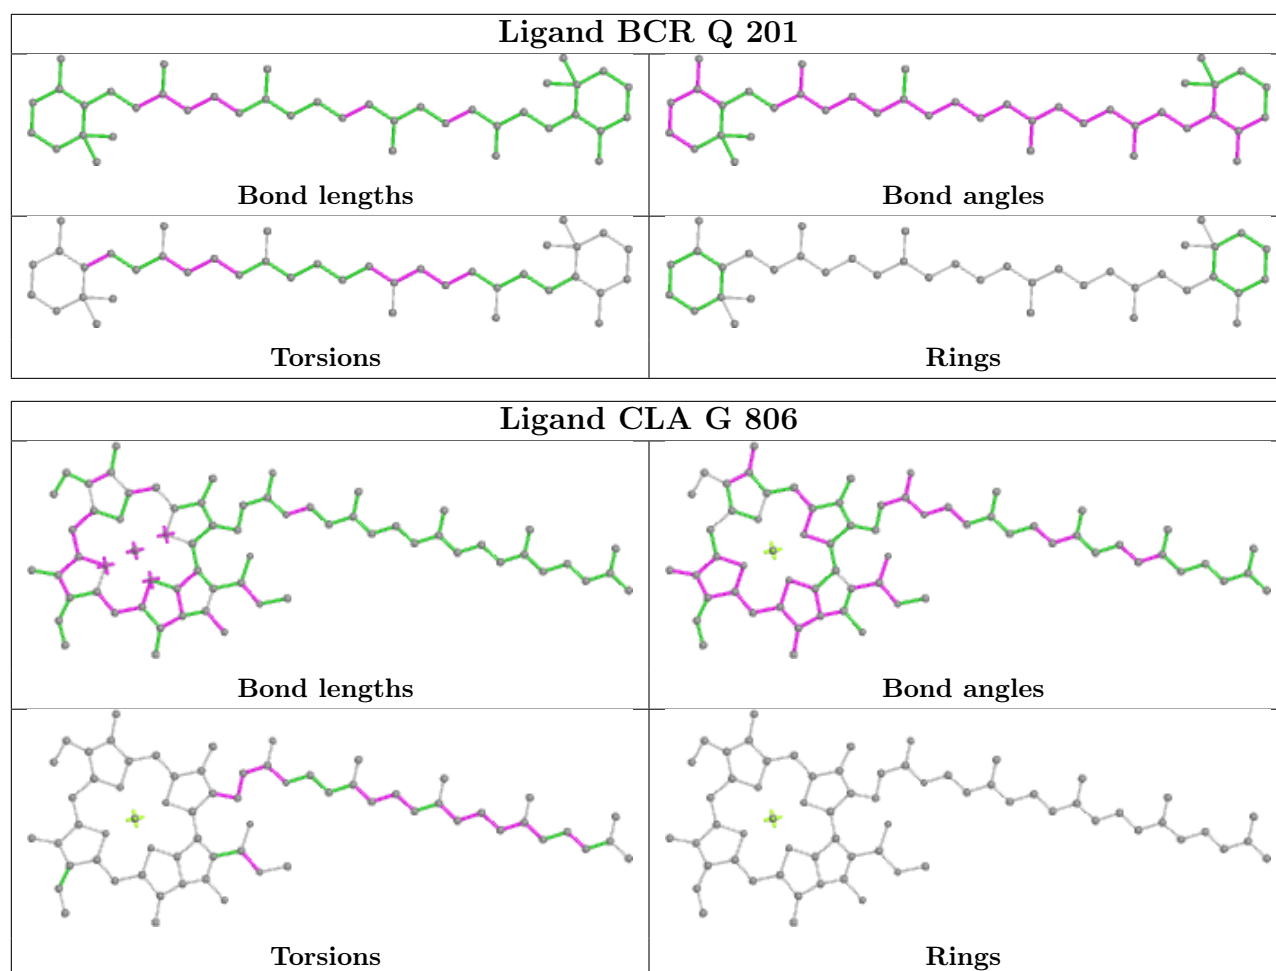 Ligand BCR Q 201
Bond lengths
Bond angles
Torsions
Rings
Ligand CLA G 806
Bond lengths
Bond angles
Torsions
Rings